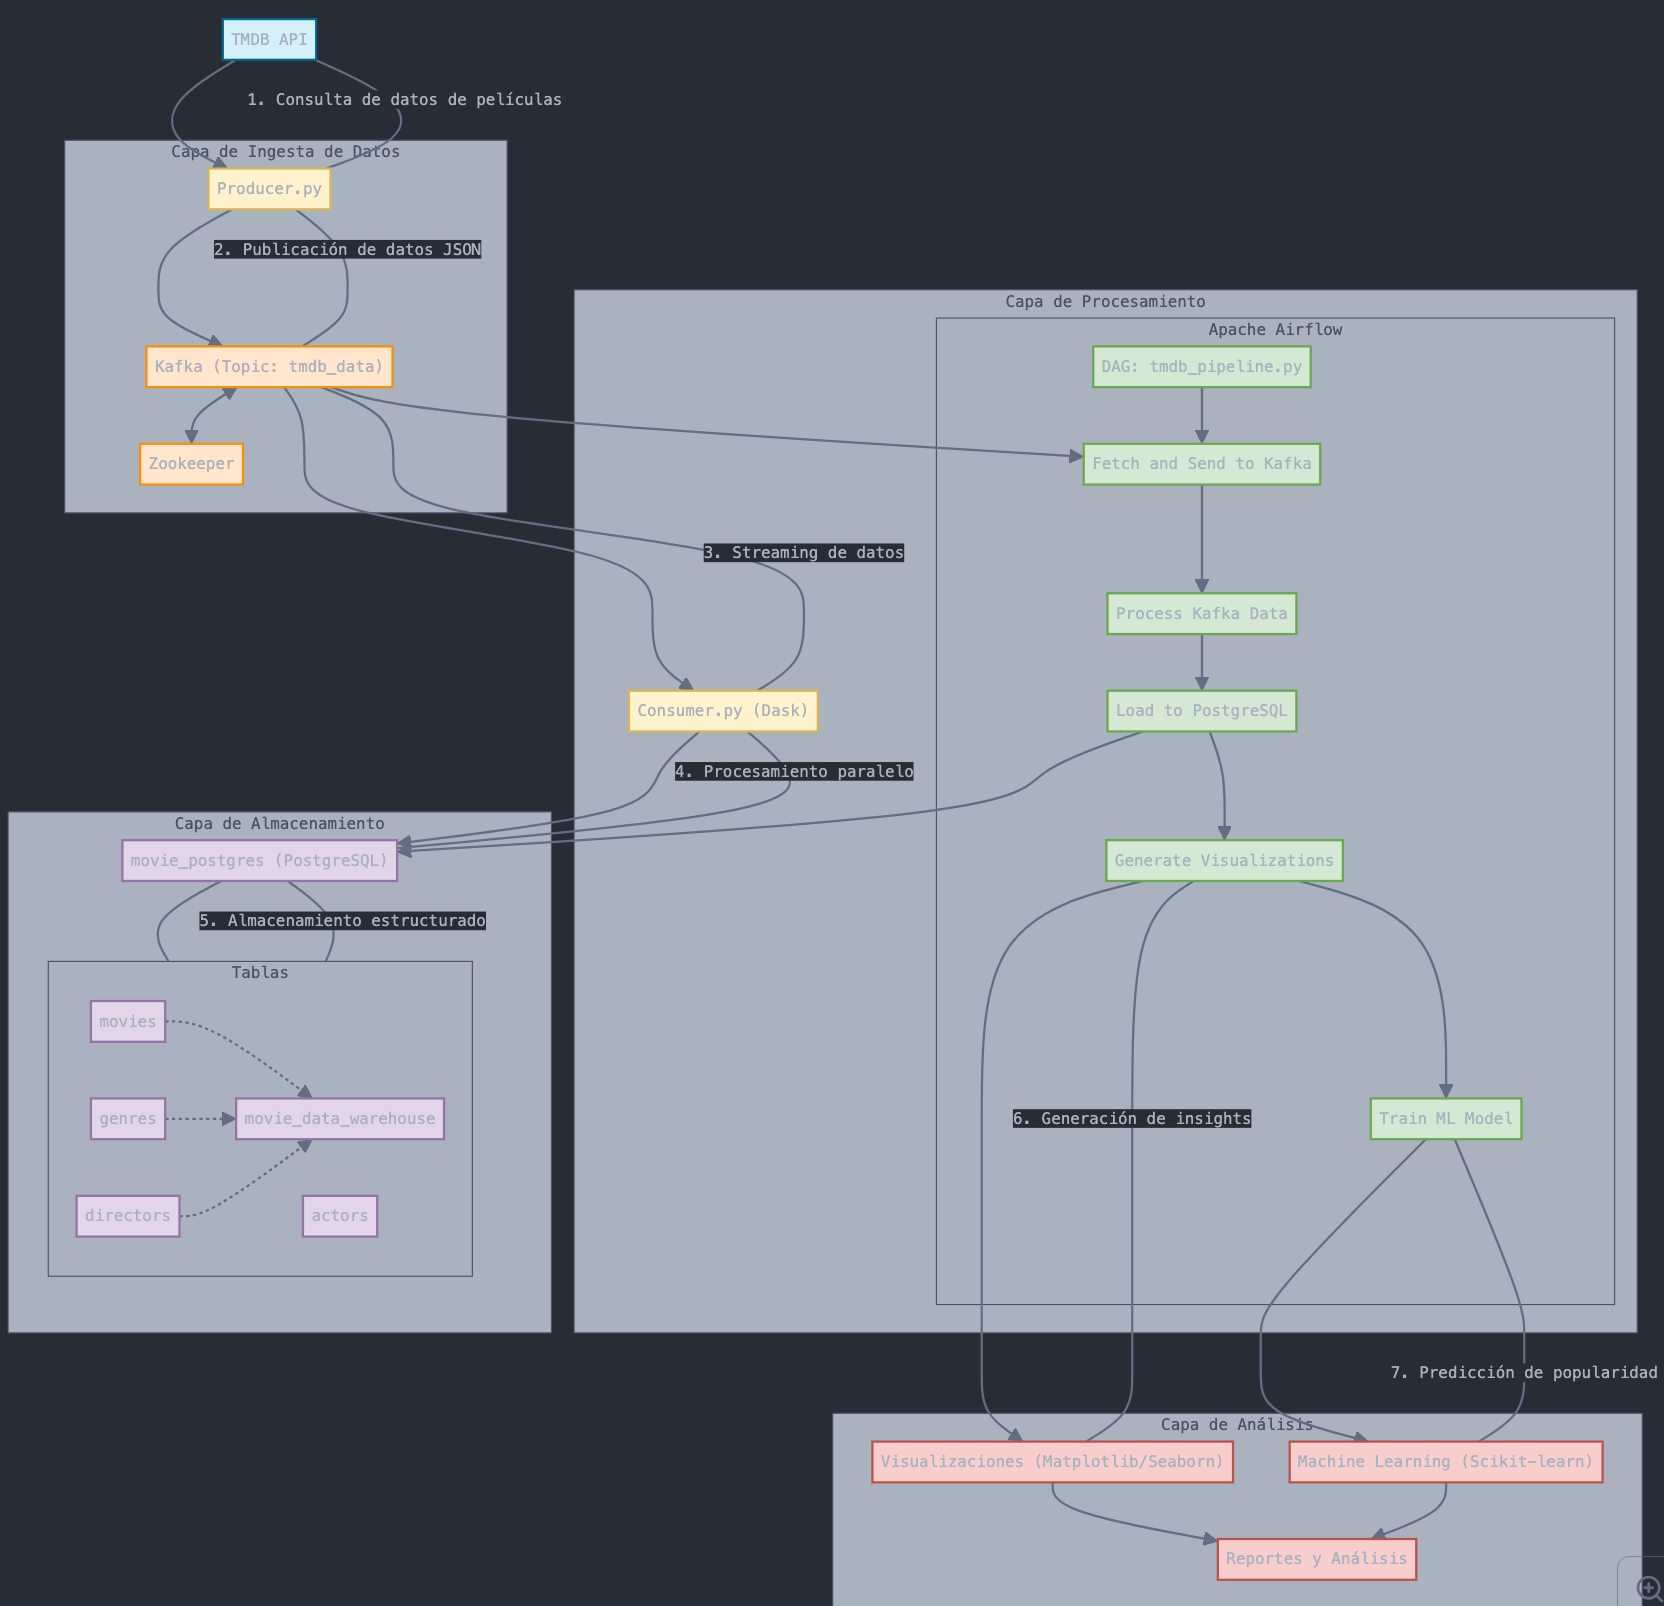 TMDB API
1. Consulta de datos de películas
Capa de Ingesta de Datos
Producer.py
2. Publicación de datos JSON
Kafka (Topic: tmdb_data)
Zookeeper
Capa de Procesamiento
Apache Airflow
DAG: tmdb_pipeline.py
Fetch and Send to Kafka
3. Streaming de datos
Process Kafka Data
Consumer.py (Dask)
Load to PostgreSQL
4. Procesamiento paralelo
Capa de Almacenamiento
movie_postgres (PostgreSQL)
Generate Visualizations
5. Almacenamiento estructurado
Tablas
movies
genres
movie_data_warehouse
directors
actors
6. Generación de insights
Train ML Model
7. Predicción de popularidad
Capa de Análisis
Visualizaciones (Matplotlib/Seaborn)
Machine Learning (Scikit-learn)
Reportes y Análisis